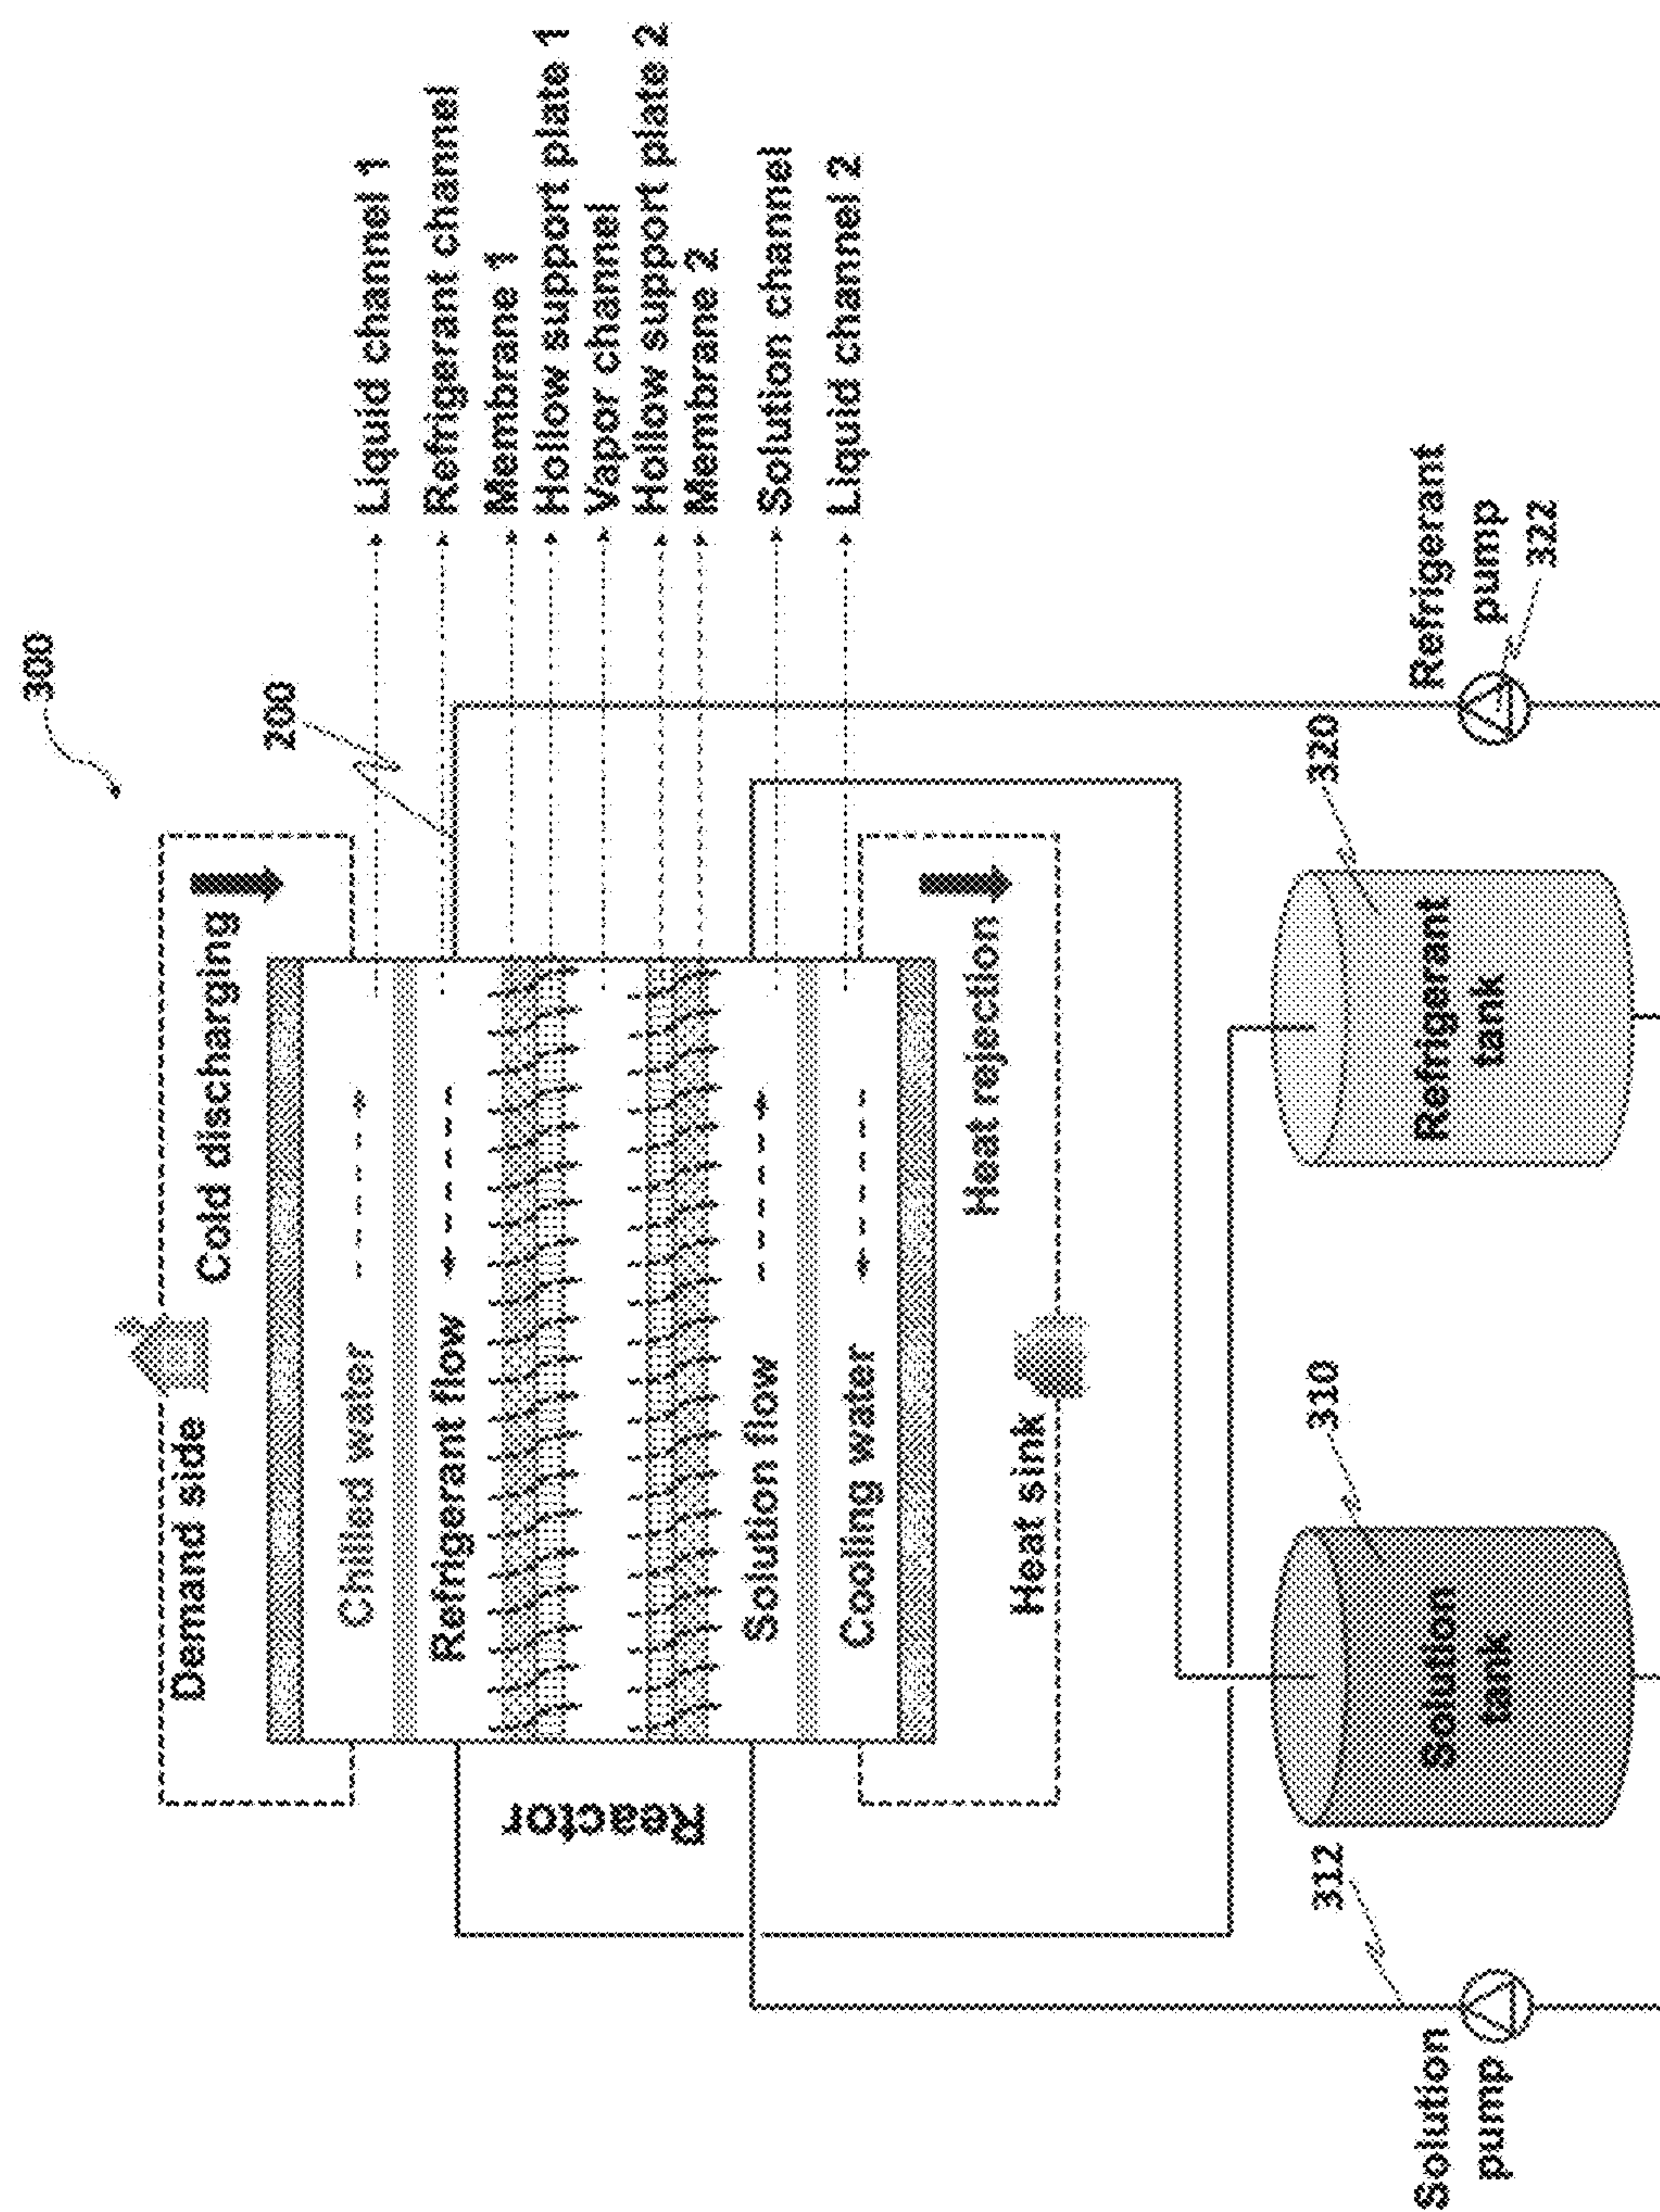 300
200
Demand side
Cold discharging
Liquid channel 1
Refrigerant channel
Membrane 1
Hollow support plate 1
Vapor channel
Hollow support plate 2
Membrane 2
Solution channel
Liquid channel 2
Reactor
Chilled water
Refrigerant flow
Solution flow
Cooling water
Heat sink
Heat rejection
312
310
320
322
Solution
pump
Solution
tank
Refrigerant
tank
Refrigerant
pump